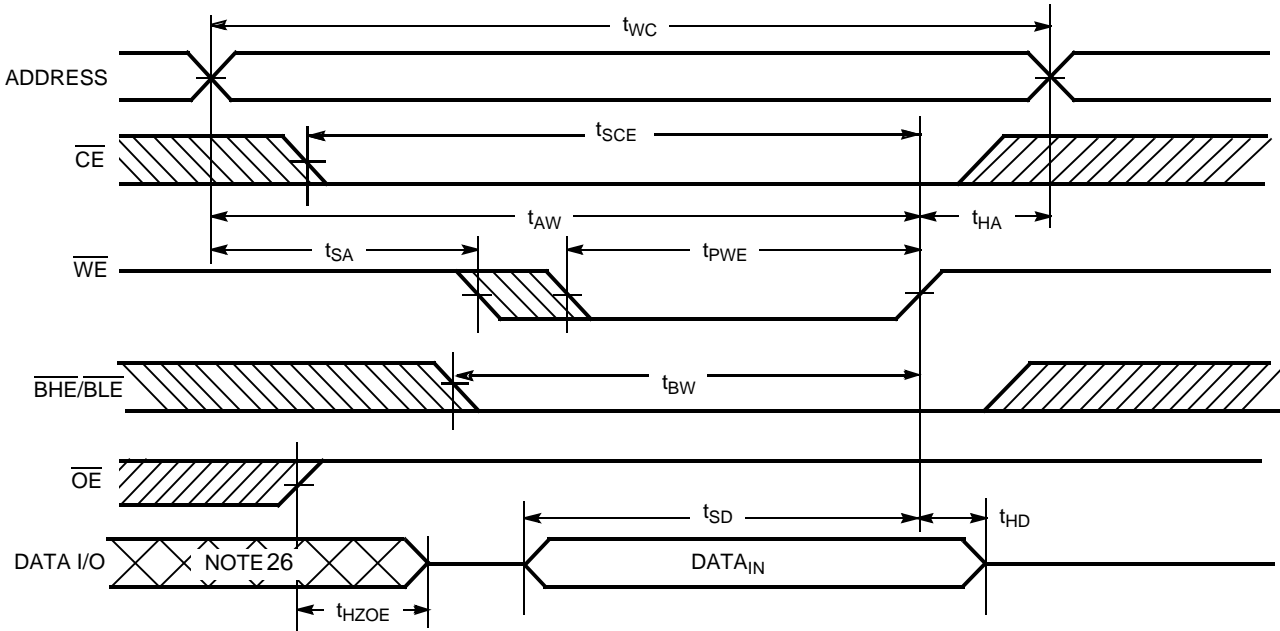 tWC
ADDRESS
tSCE
CE
tAW
tHA
tSA
tPWE
WE
tBW
BHE/BLE
OE
tSD
tHD
DATA I/O
NOTE 26
DATAIN
tHZOE